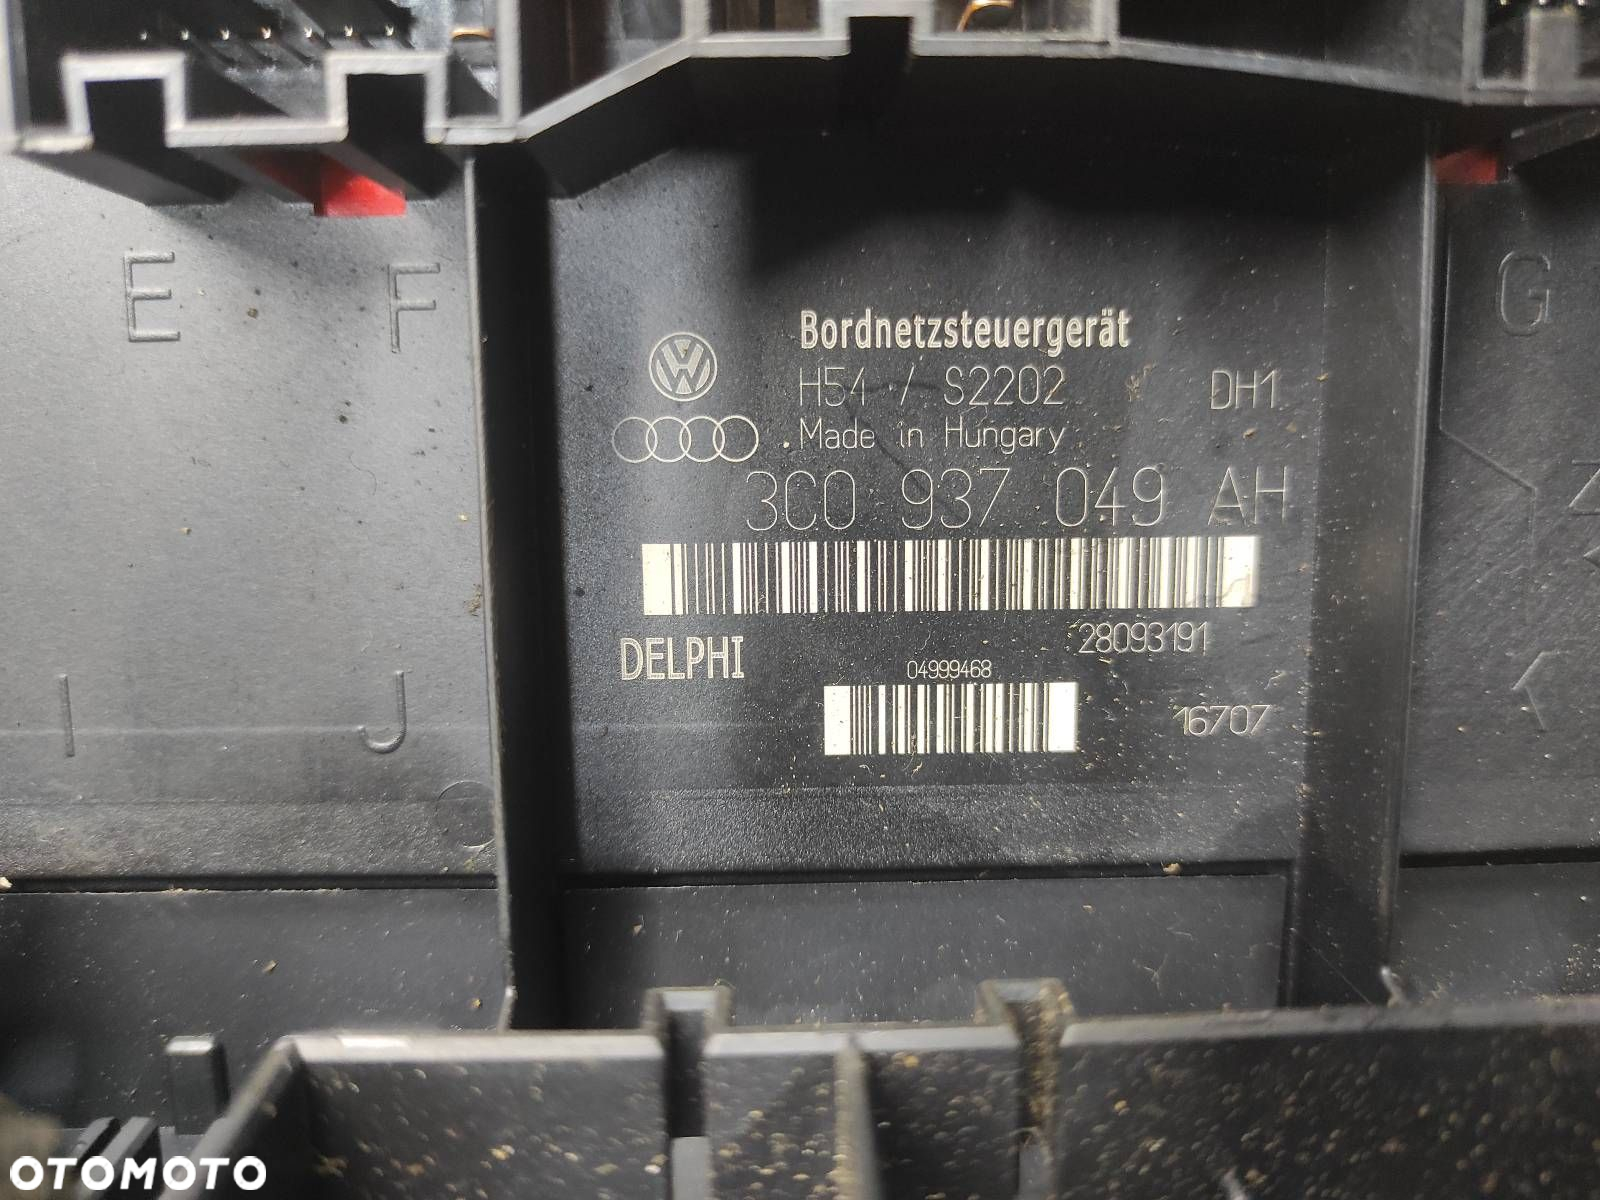 E
F
G
Bordnetzsteuergerät
H54 / S2202 DH1
Made in Hungary
3C0 937 049 AH
DELPHI
28093191
04999468
16707
I
J
OTOMOTO